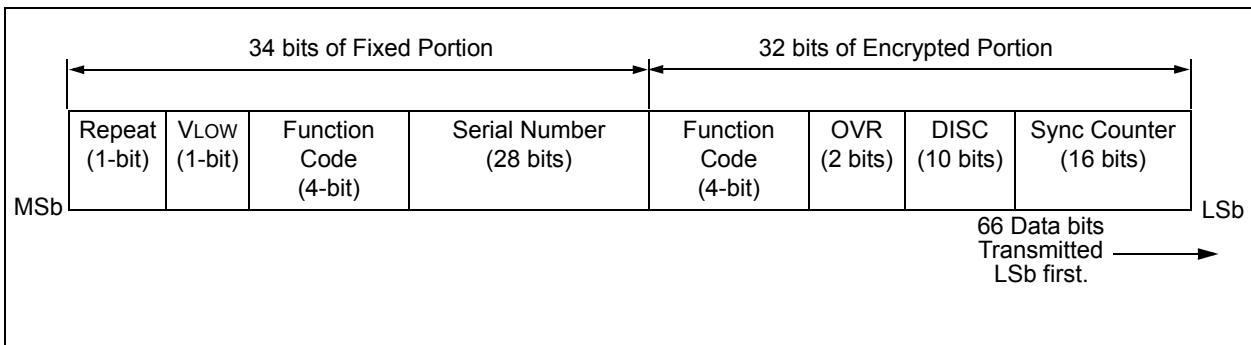 34 bits of Fixed Portion
32 bits of Encrypted Portion
Repeat
(1-bit)
VLOW
(1-bit)
Function
Code
(4-bit)
Serial Number
(28 bits)
Function
Code
(4-bit)
OVR
(2 bits)
DISC
(10 bits)
Sync Counter
(16 bits)
MSb
LSb
66 Data bits
Transmitted
LSb first.